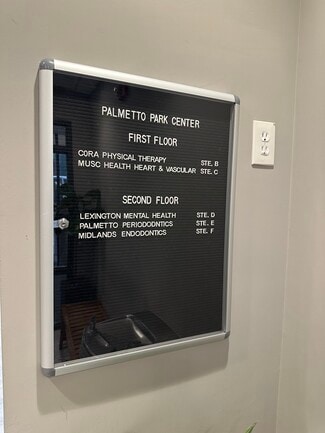 PALMETTO PARK CENTER
FIRST FLOOR
CORA PHYSICAL THERAPY STE. B
MUSC HEALTH HEART & VASCULAR STE. C
SECOND FLOOR
LEXINGTON MENTAL HEALTH STE. D
PALMETTO PERIODODNTICS STE. E
MIDLANDS ENDODONTICS STE. F